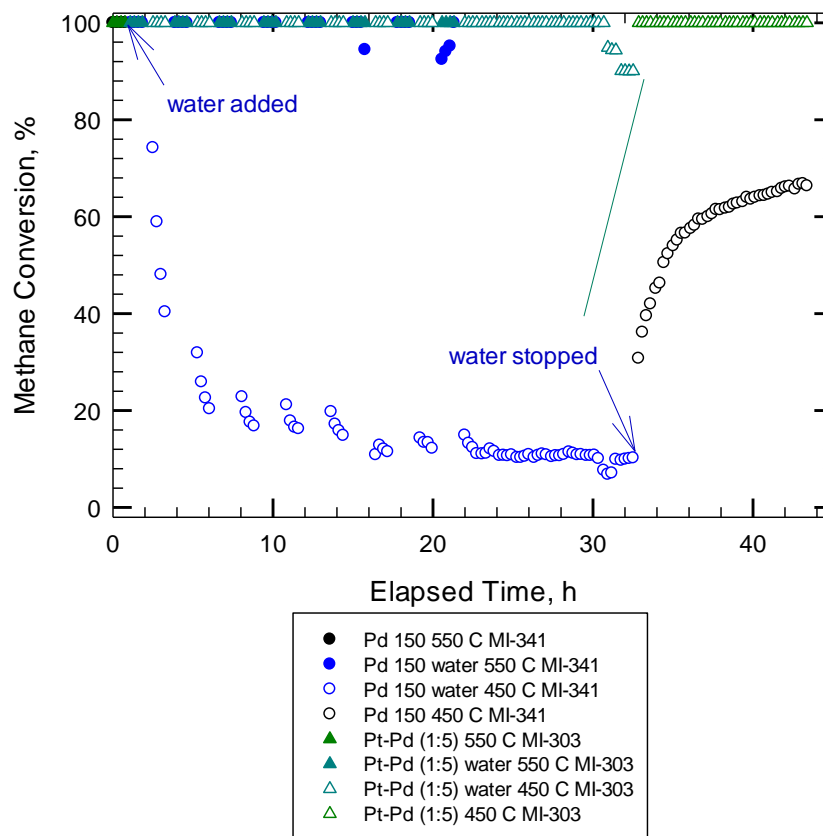 100
water added
80
60
40
water stopped
20
0
Methane Conversion, %
0 10 20 30 40
Elapsed Time, h
Pd 150 550 C MI-341
Pd 150 water 550 C MI-341
Pd 150 water 450 C MI-341
Pd 150 450 C MI-341
Pt-Pd (1:5) 550 C MI-303
Pt-Pd (1:5) water 550 C MI-303
Pt-Pd (1:5) water 450 C MI-303
Pt-Pd (1:5) 450 C MI-303